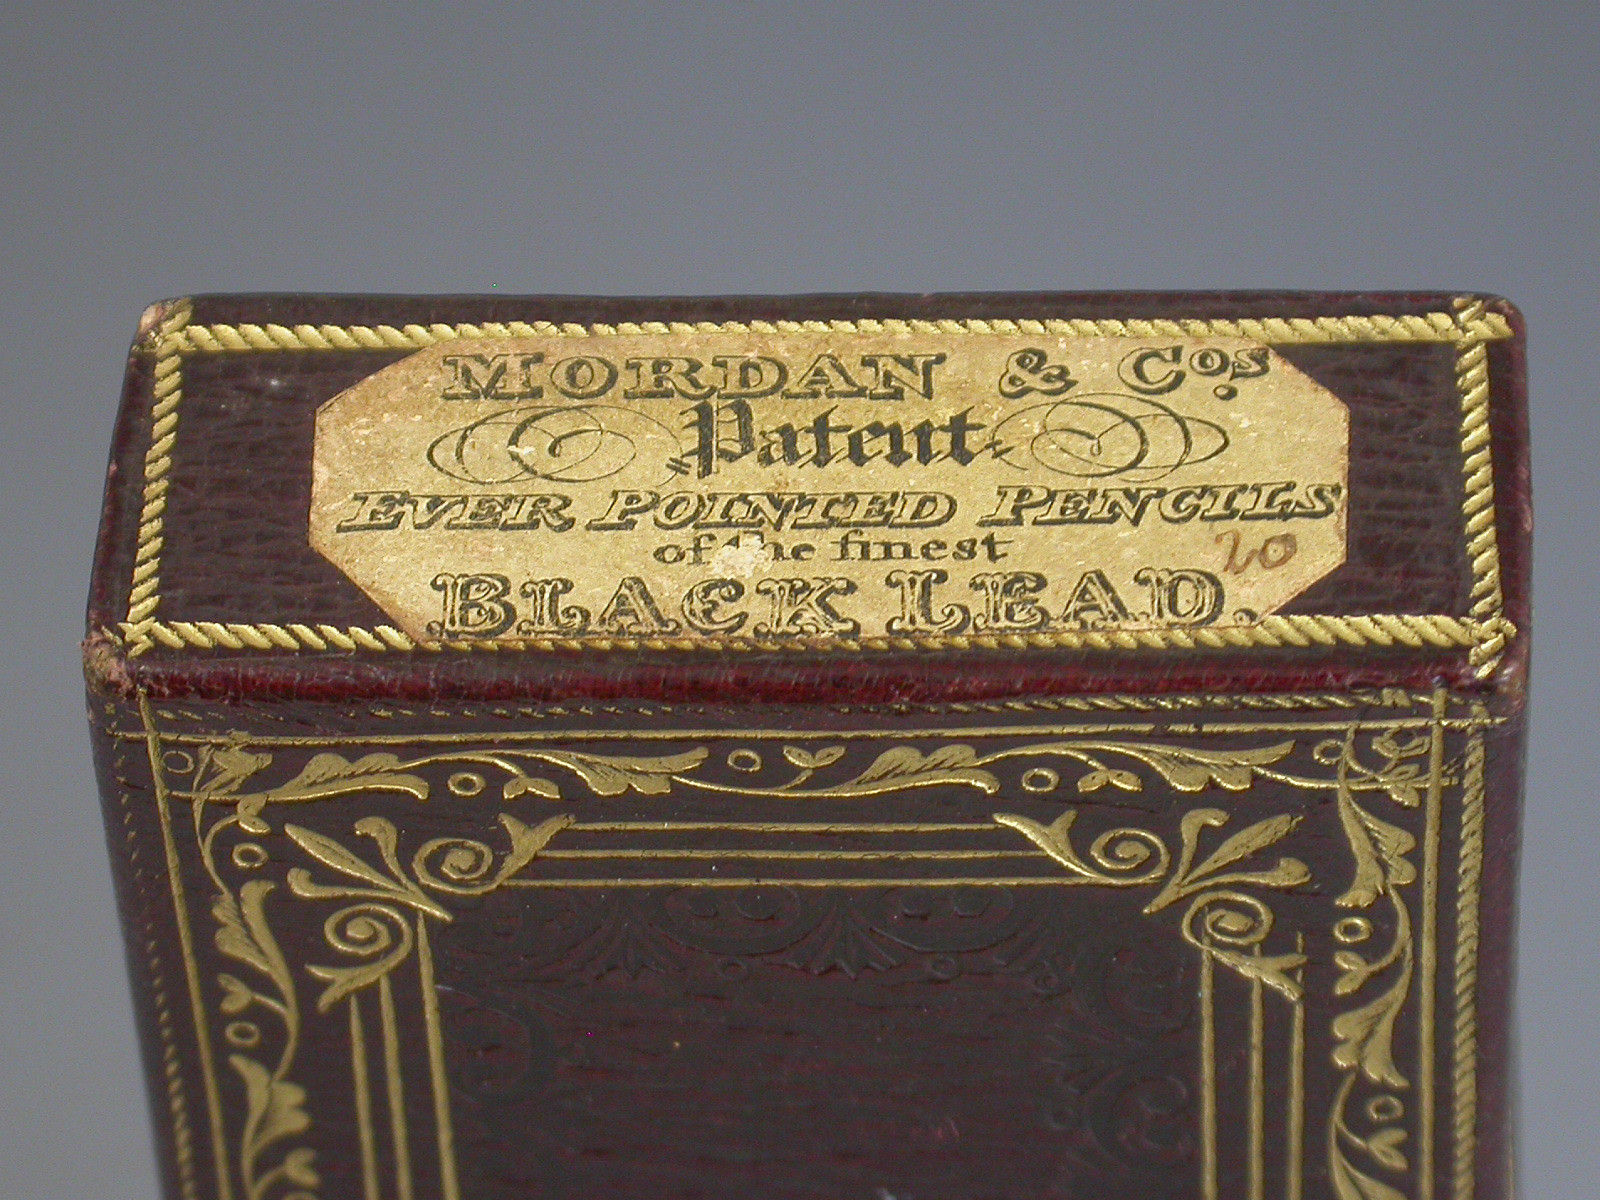 MORDAN & Cos.
Patent
EVER POINTED PENCILS
of the finest
20
BLACK LEAD.